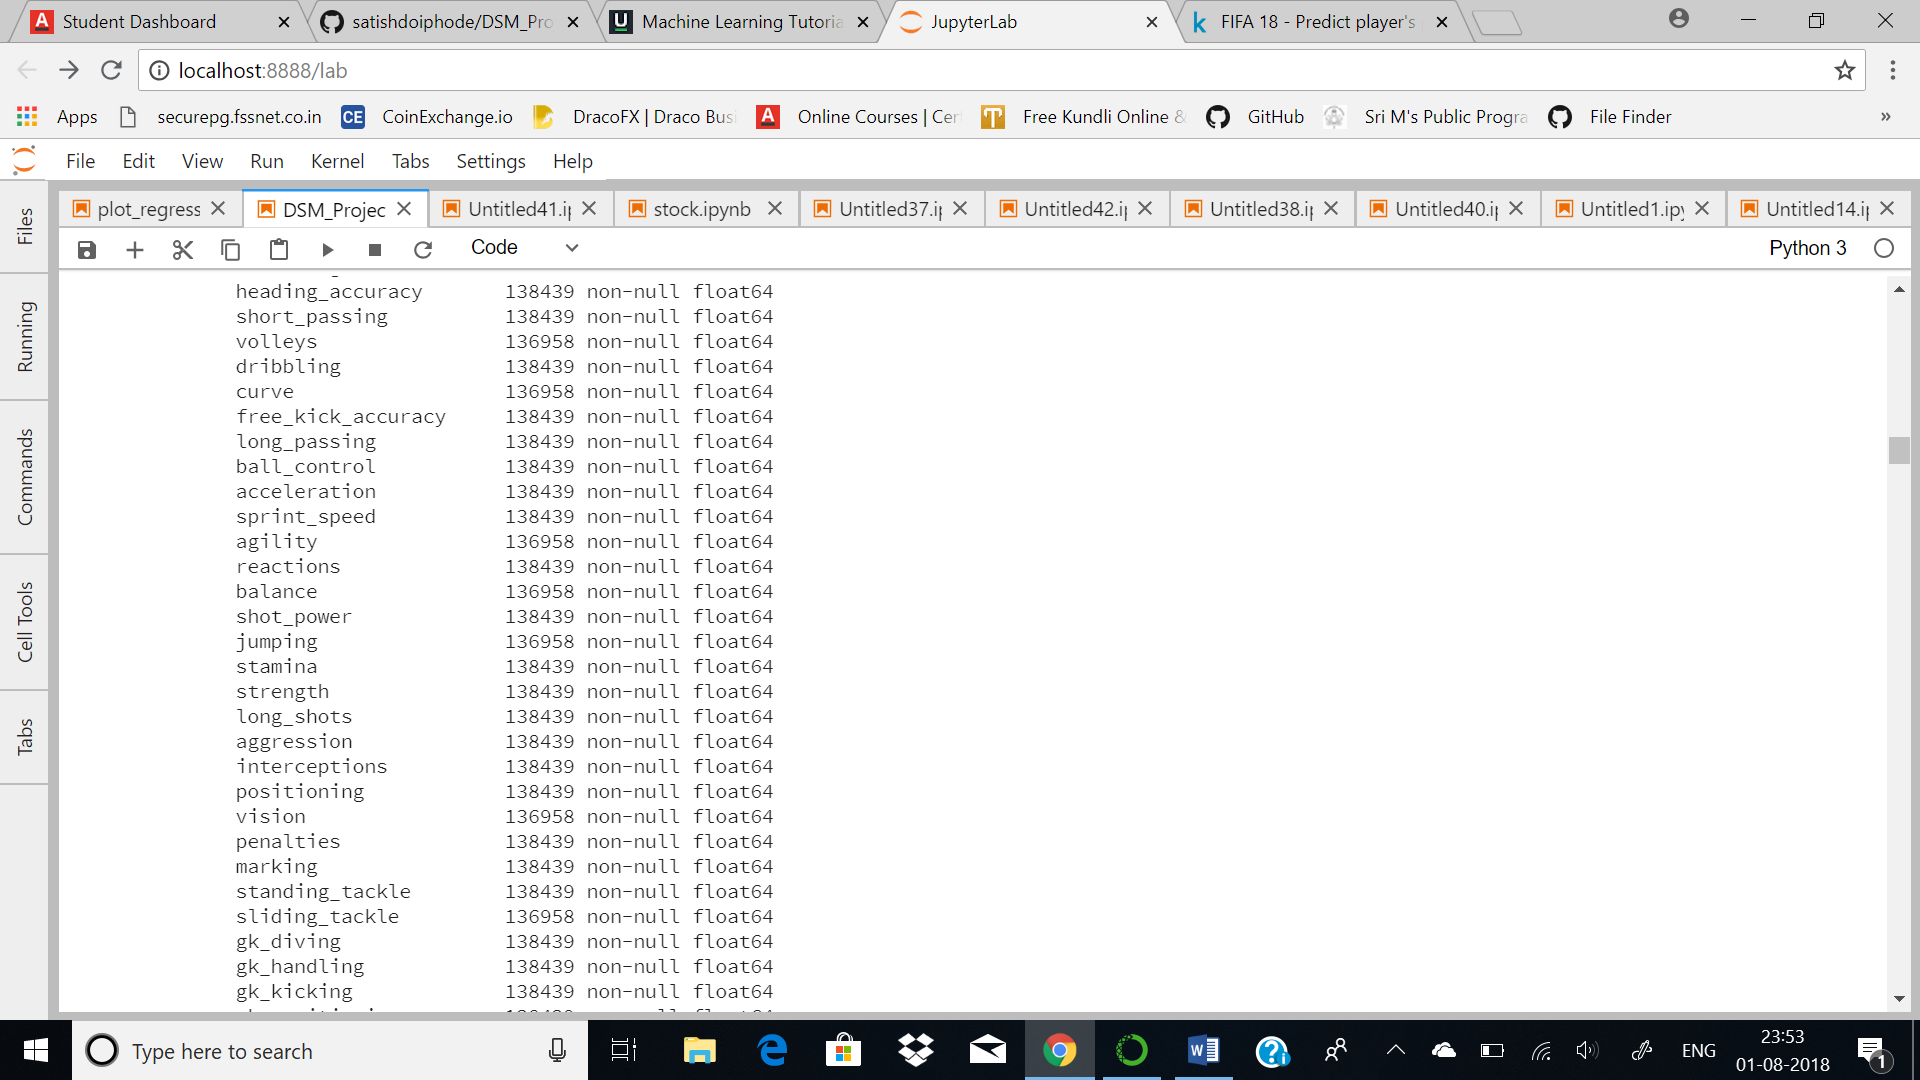 Student Dashboard
satishdoiphode/DSM_Pro
Machine Learning Tutoria
JupyterLab
FIFA 18 - Predict player's
localhost:8888/lab
Apps securepg.fssnet.co.in CE CoinExchange.io DracoFX | Draco Busi Online Courses | Cer Free Kundli Online & GitHub Sri M's Public Progra File Finder »
File Edit View Run Kernel Tabs Settings Help
plot_regress DSM_Projec Untitled41.ip stock.ipynb Untitled37.ip Untitled42.ip Untitled38.ip Untitled40.ip Untitled1.ipy Untitled14.ip
Code Python 3
Files
Running
Commands
Cell Tools
Tabs
heading_accuracy 138439 non-null float64
short_passing 138439 non-null float64
volleys 136958 non-null float64
dribbling 138439 non-null float64
curve 136958 non-null float64
free_kick_accuracy 138439 non-null float64
long_passing 138439 non-null float64
ball_control 138439 non-null float64
acceleration 138439 non-null float64
sprint_speed 138439 non-null float64
agility 136958 non-null float64
reactions 138439 non-null float64
balance 136958 non-null float64
shot_power 138439 non-null float64
jumping 136958 non-null float64
stamina 138439 non-null float64
strength 138439 non-null float64
long_shots 138439 non-null float64
aggression 138439 non-null float64
interceptions 138439 non-null float64
positioning 138439 non-null float64
vision 136958 non-null float64
penalties 138439 non-null float64
marking 138439 non-null float64
standing_tackle 138439 non-null float64
sliding_tackle 136958 non-null float64
gk_diving 138439 non-null float64
gk_handling 138439 non-null float64
gk_kicking 138439 non-null float64
Type here to search
ENG
23:53
01-08-2018
1